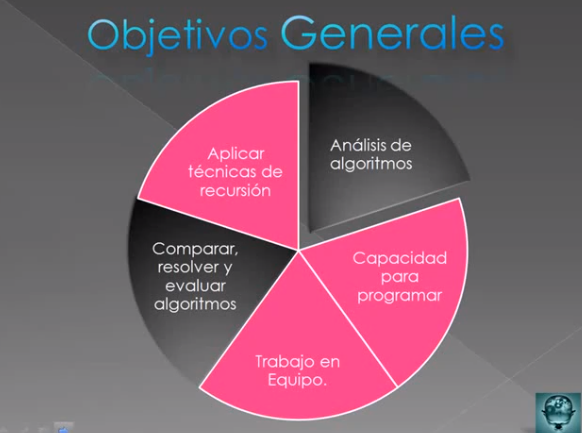 Objetivos Generales
Análisis de
algoritmos
Capacidad
para
programar
Trabajo en
Equipo.
Comparar,
resolver y
evaluar
algoritmos
Aplicar
técnicas de
recursión